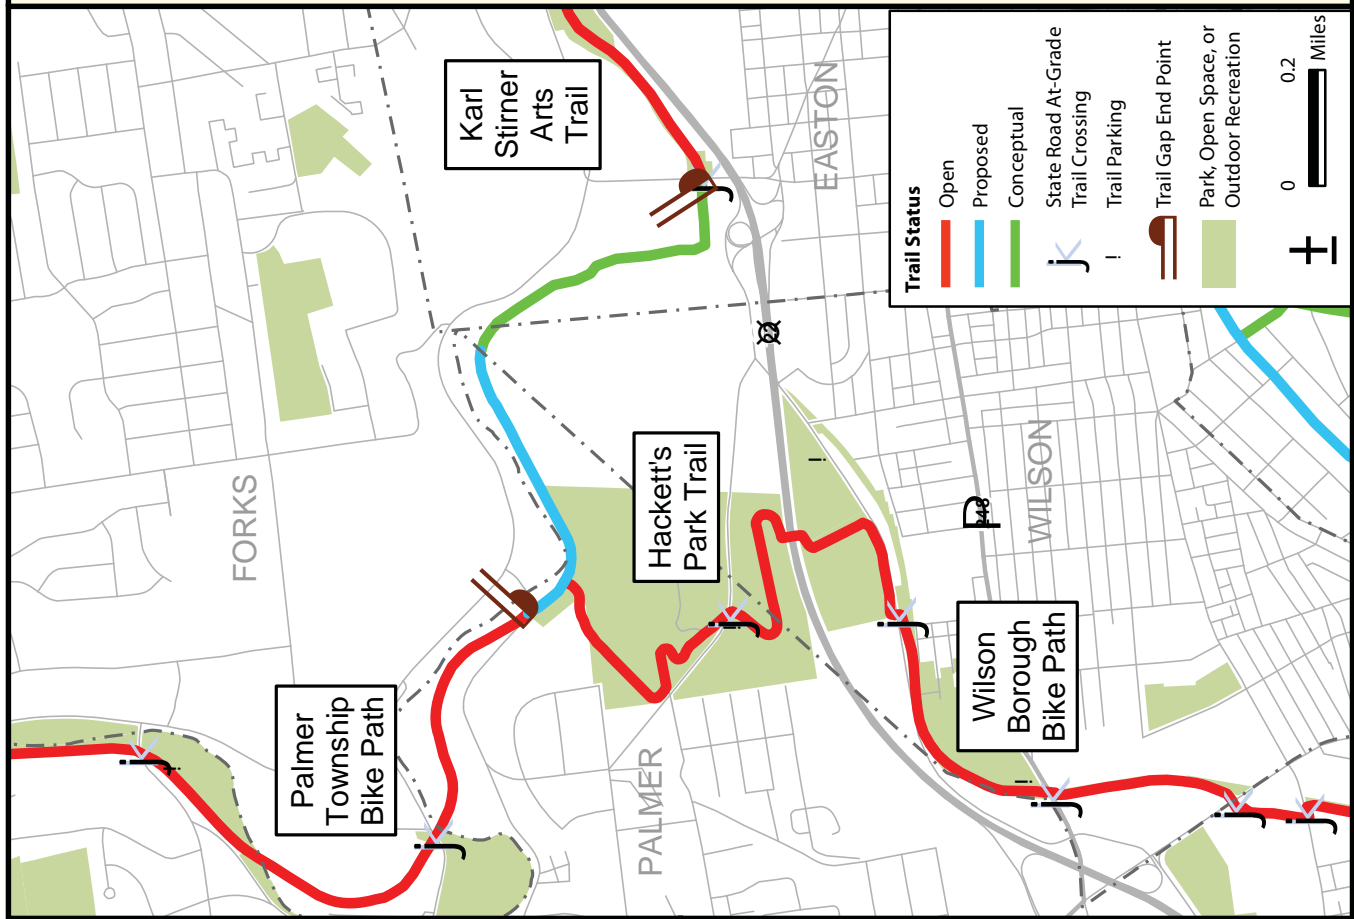 Karl
Stirner
Arts
Trail
EASTON
FORKS
Hackett's
Park Trail
22
248
WILSON
Palmer
Township
Bike Path
PALMER
Wilson
Borough
Bike Path
Trail Status
Open
Proposed
Conceptual
State Road At-Grade
Trail Crossing
Trail Parking
Trail Gap End Point
Park, Open Space, or
Outdoor Recreation
0 0.2
Miles